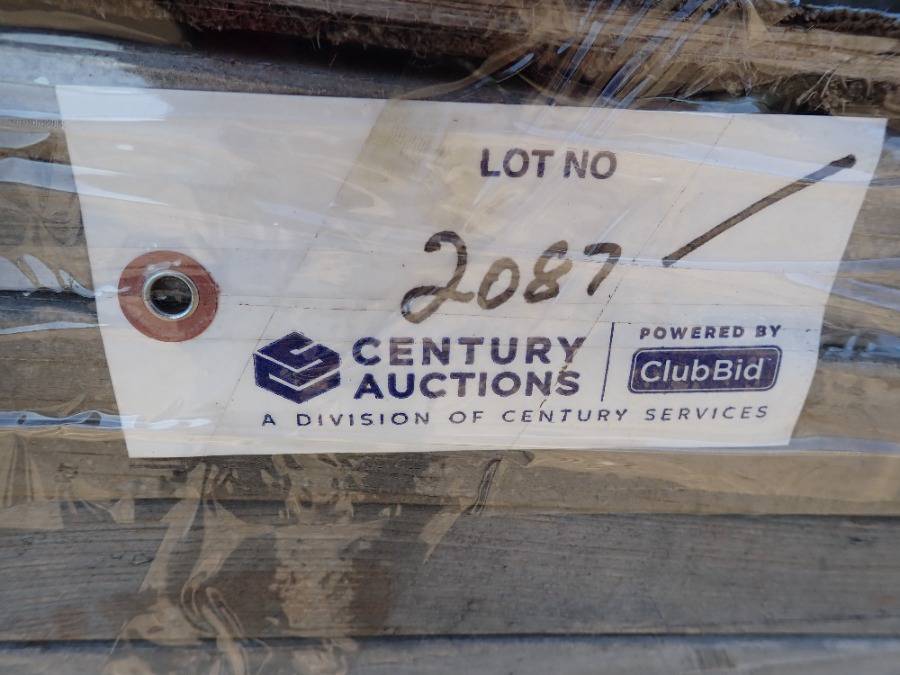 LOT NO
2087
CENTURY
AUCTIONS
POWERED BY
ClubBid
A DIVISION OF CENTURY SERVICES